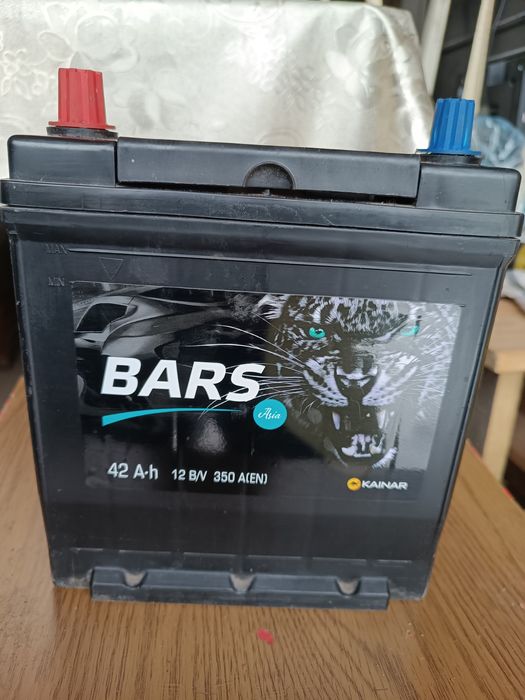 MAX
MIN
BARS
Asia
42 A·h 12 B/V 350 A(EN)
KAINAR